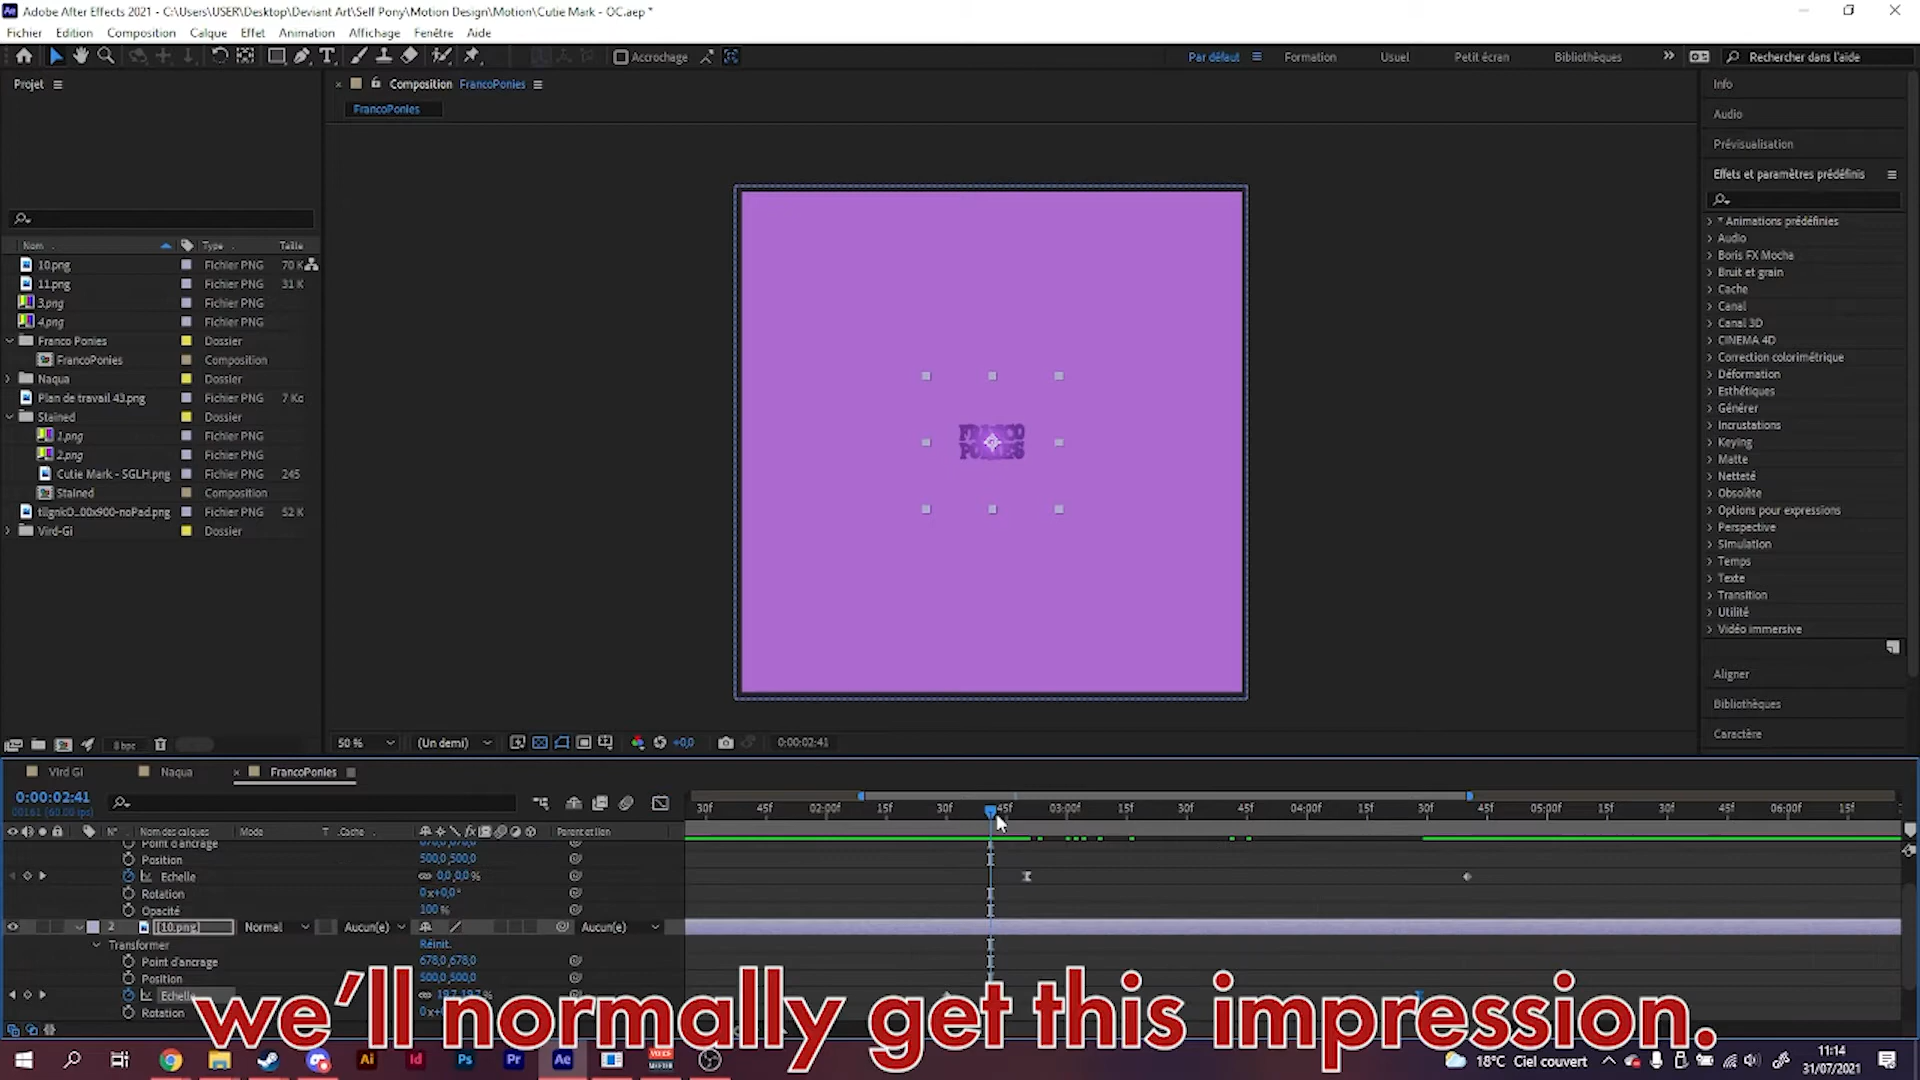 Adobe After Effects 2021 - C:\Users\USER\Desktop\Deviant Art\Self Pony\Motion Design\Motion\Cutie Mark - OC.aep *
Fichier Edition Composition Calque Effet Animation Affichage Fenêtre Aide
Accrochage Par défaut Formation Usuel Petit écran Bibliothèques Rechercher dans l'aide
Projet
Composition FrancoPonies
FrancoPonies
Nom Type Taille
10.png Fichier PNG 70 K
11.png Fichier PNG 31 K
3.png Fichier PNG
4.png Fichier PNG
Franco Ponies Dossier
FrancoPonies Composition
Naqua Dossier
Plan de travail 43.png Fichier PNG 7 Ko
Stained Dossier
1.png Fichier PNG
2.png Fichier PNG
Cutie Mark - SGLH.png Fichier PNG 245
Stained Composition
Fichier PNG 52 K
Vird-Gi Dossier
8 bpc
FRANCO
PONIES
50 % (Un demi) +0,0 0:00:02:41
Info
Audio
Prévisualisation
Effets et paramètres prédéfinis
* Animations prédéfinies
Audio
Boris FX Mocha
Bruit et grain
Cache
Canal
Canal 3D
CINEMA 4D
Correction colorimétrique
Déformation
Esthétiques
Générer
Incrustations
Keying
Matte
Netteté
Obsolète
Options pour expressions
Perspective
Simulation
Temps
Texte
Transition
Utilité
Vidéo immersive
Aligner
Bibliothèques
Caractère
Vird Gi Naqua FrancoPonies
0:00:02:41
00161 (60.00 ips)
30f 45f 02:00f 15f 30f 45f 03:00f 15f 30f 45f 04:00f 15f 30f 45f 05:00f 15f 30f 45f 06:00f 15f
N° Nom des calques Mode T .Cache Parent et lien
Point d'ancrage 678,0,678,0
Position 500,0,500,0
Echelle 0,0,0,0 %
Rotation 0 x+0,0°
Opacité 100 %
2 [10.png] Normal Aucun(e) Aucun(e)
Transformer Réinit.
Point d'ancrage 678,0,678,0
Position 500,0,500,0
Echelle 19,7,19,7 %
Rotation
we'll normally get this impression.
18°C Ciel couvert
11:14
31/07/2021